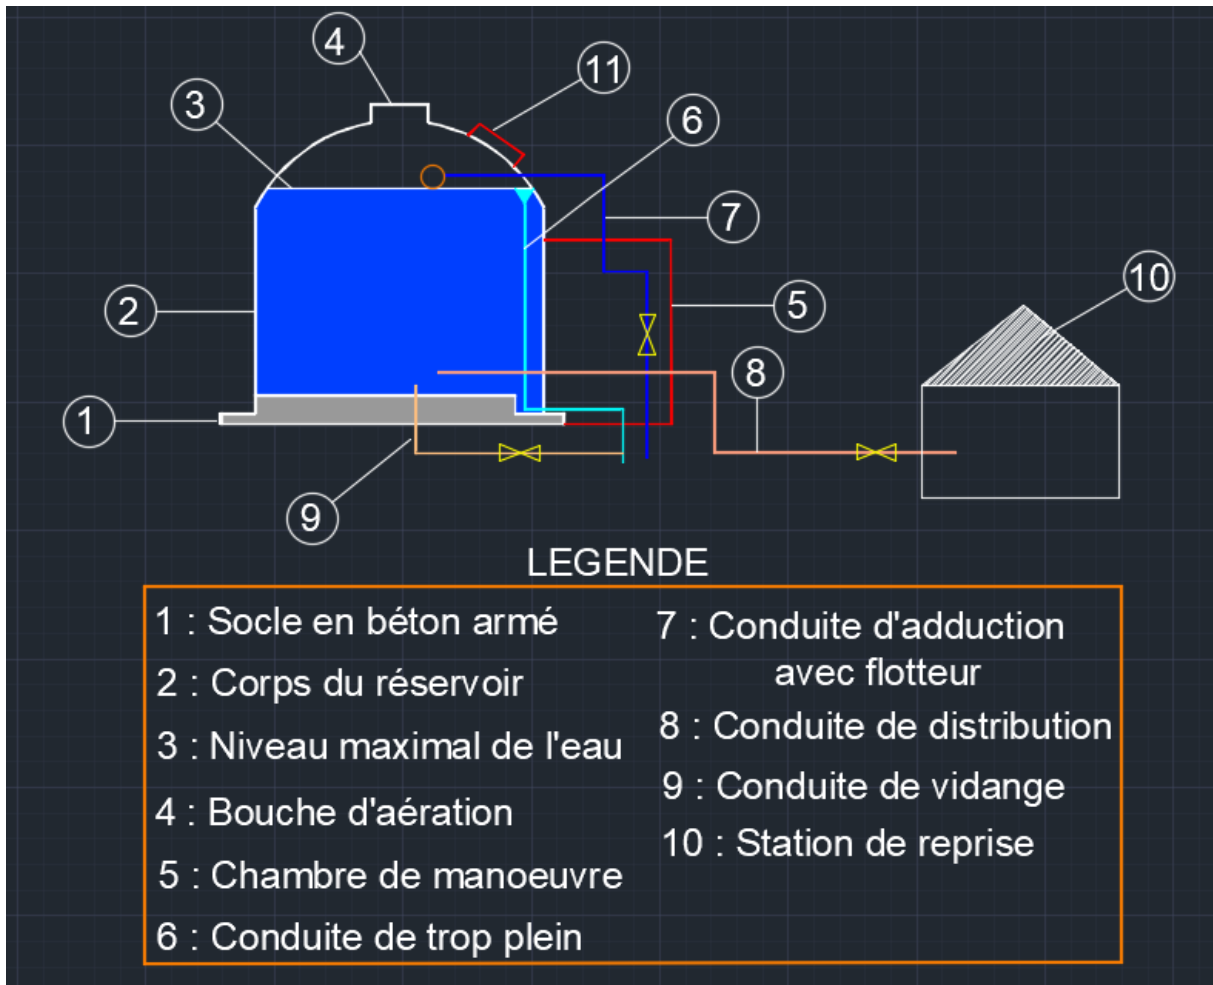 4
11
3
6
7
10
2
5
8
1
9
LEGENDE
1 : Socle en béton armé
2 : Corps du réservoir
3 : Niveau maximal de l'eau
4 : Bouche d'aération
5 : Chambre de manoeuvre
6 : Conduite de trop plein
7 : Conduite d'adduction
avec flotteur
8 : Conduite de distribution
9 : Conduite de vidange
10 : Station de reprise